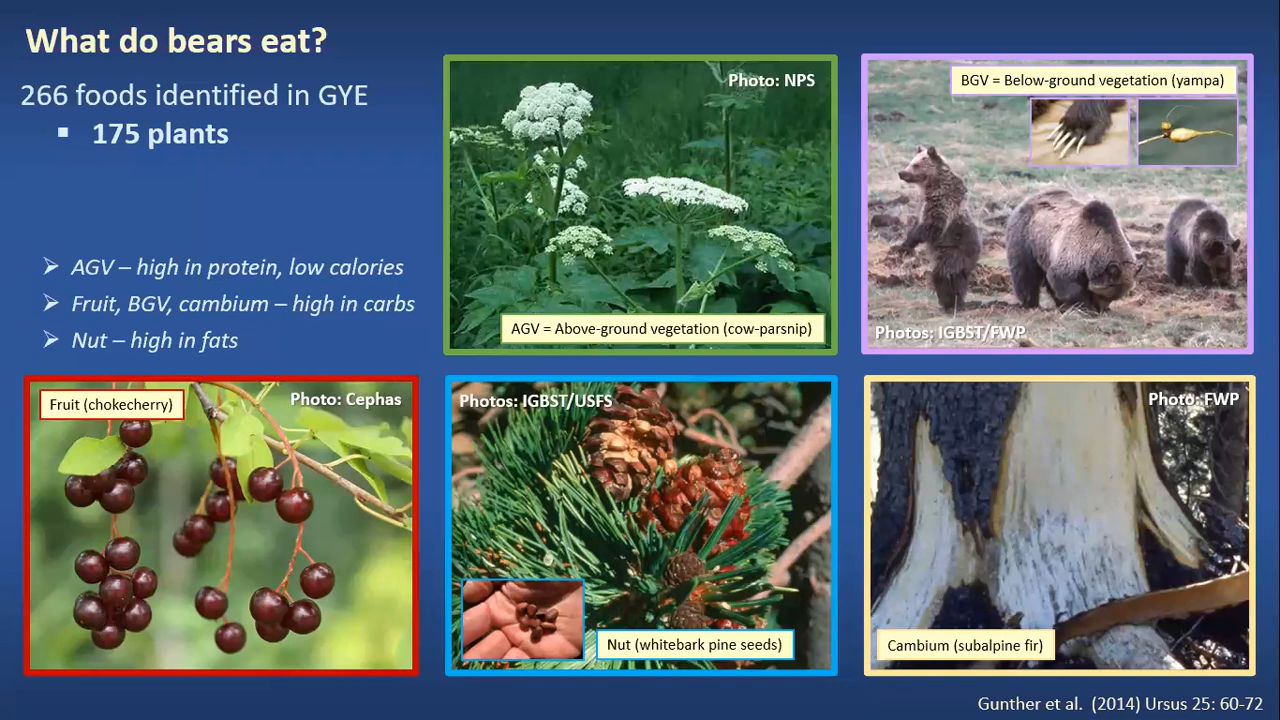 What do bears eat?
266 foods identified in GYE
▪ 175 plants
➢ AGV – high in protein, low calories
➢ Fruit, BGV, cambium – high in carbs
➢ Nut – high in fats
Photo: NPS
AGV = Above-ground vegetation (cow-parsnip)
BGV = Below-ground vegetation (yampa)
Photos: IGBST/FWP
Fruit (chokecherry)
Photo: Cephas
Photos: IGBST/USFS
Nut (whitebark pine seeds)
Photo: FWP
Cambium (subalpine fir)
Gunther et al. (2014) Ursus 25: 60-72